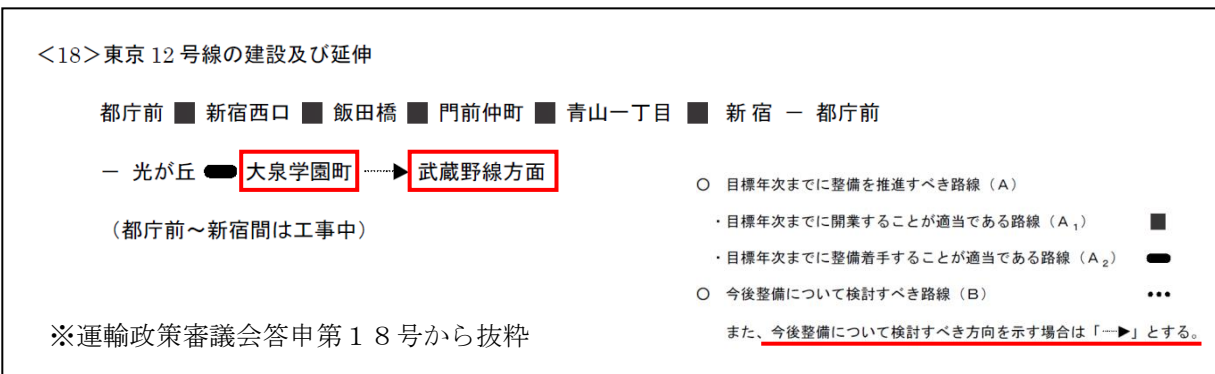 ＜18＞東京12号線の建設及び延伸
都庁前 ■ 新宿西口 ■ 飯田橋 ■ 門前仲町 ■ 青山一丁目 ■ 新宿 － 都庁前
－ 光が丘 ━ 大泉学園町 ┈▶ 武蔵野線方面
（都庁前～新宿間は工事中）
○ 目標年次までに整備を推進すべき路線（Ａ）
・目標年次までに開業することが適当である路線（Ａ₁） ■
・目標年次までに整備着手することが適当である路線（Ａ₂） ━
○ 今後整備について検討すべき路線（Ｂ） •••
また、今後整備について検討すべき方向を示す場合は「┈▶」とする。
※運輸政策審議会答申第１８号から抜粋